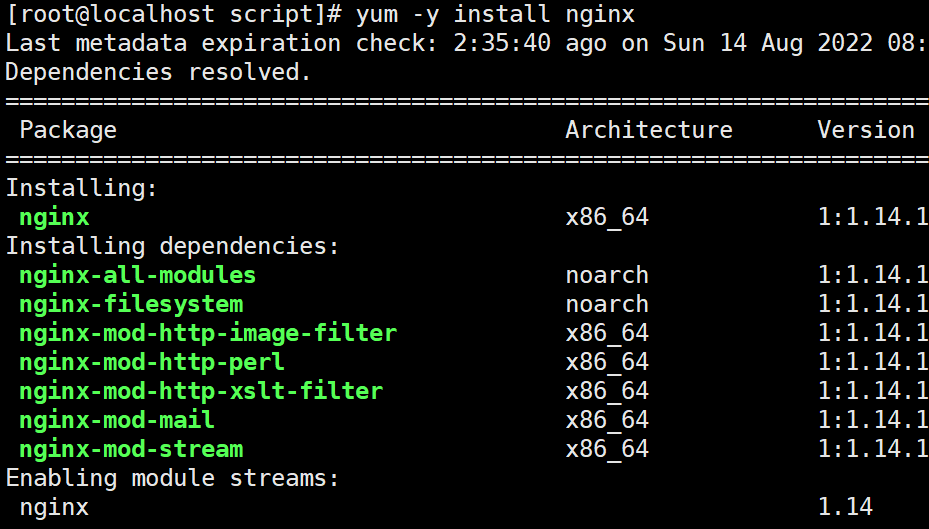 [root@localhost script]# yum -y install nginx
Last metadata expiration check: 2:35:40 ago on Sun 14 Aug 2022 08:
Dependencies resolved.
================================================================== 
 Package                                Architecture      Version
==================================================================
Installing:
 nginx                                  x86_64            1:1.14.1
Installing dependencies:
 nginx-all-modules                      noarch            1:1.14.1
 nginx-filesystem                       noarch            1:1.14.1
 nginx-mod-http-image-filter            x86_64            1:1.14.1
 nginx-mod-http-perl                    x86_64            1:1.14.1
 nginx-mod-http-xslt-filter             x86_64            1:1.14.1
 nginx-mod-mail                         x86_64            1:1.14.1
 nginx-mod-stream                       x86_64            1:1.14.1
Enabling module streams:
 nginx                                                    1.14